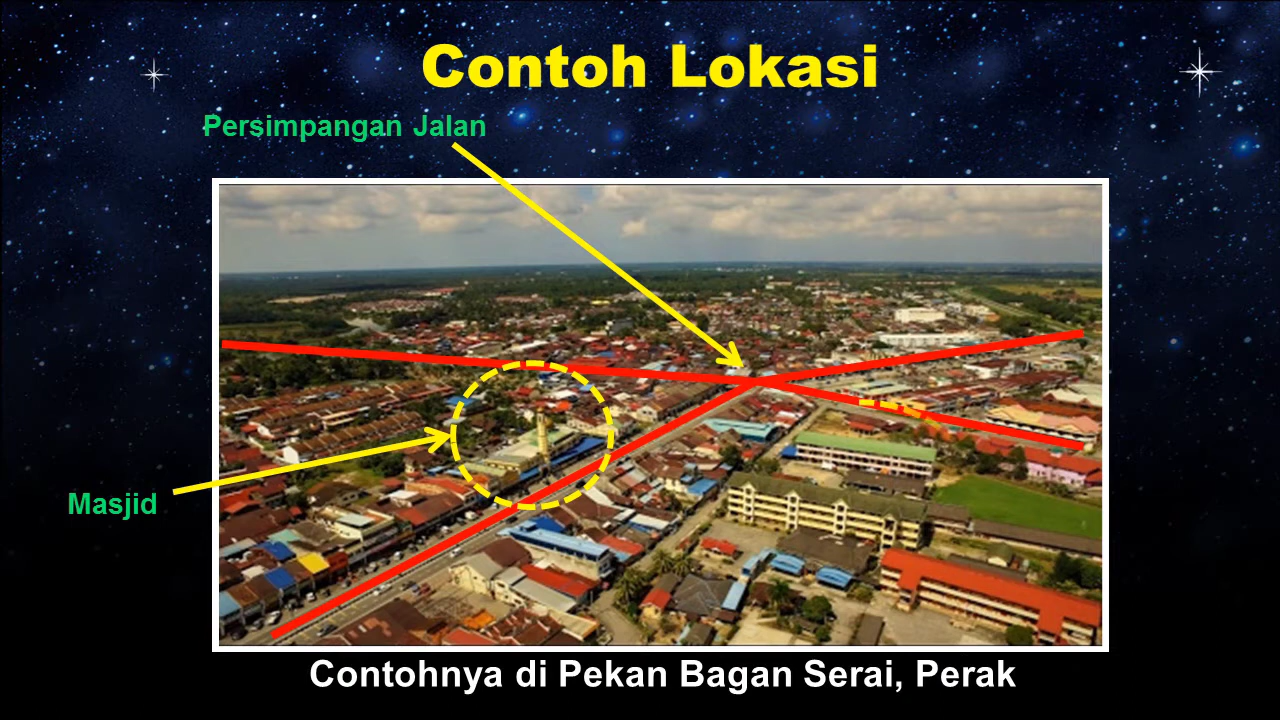 Contoh Lokasi
Persimpangan Jalan
Masjid
Contohnya di Pekan Bagan Serai, Perak